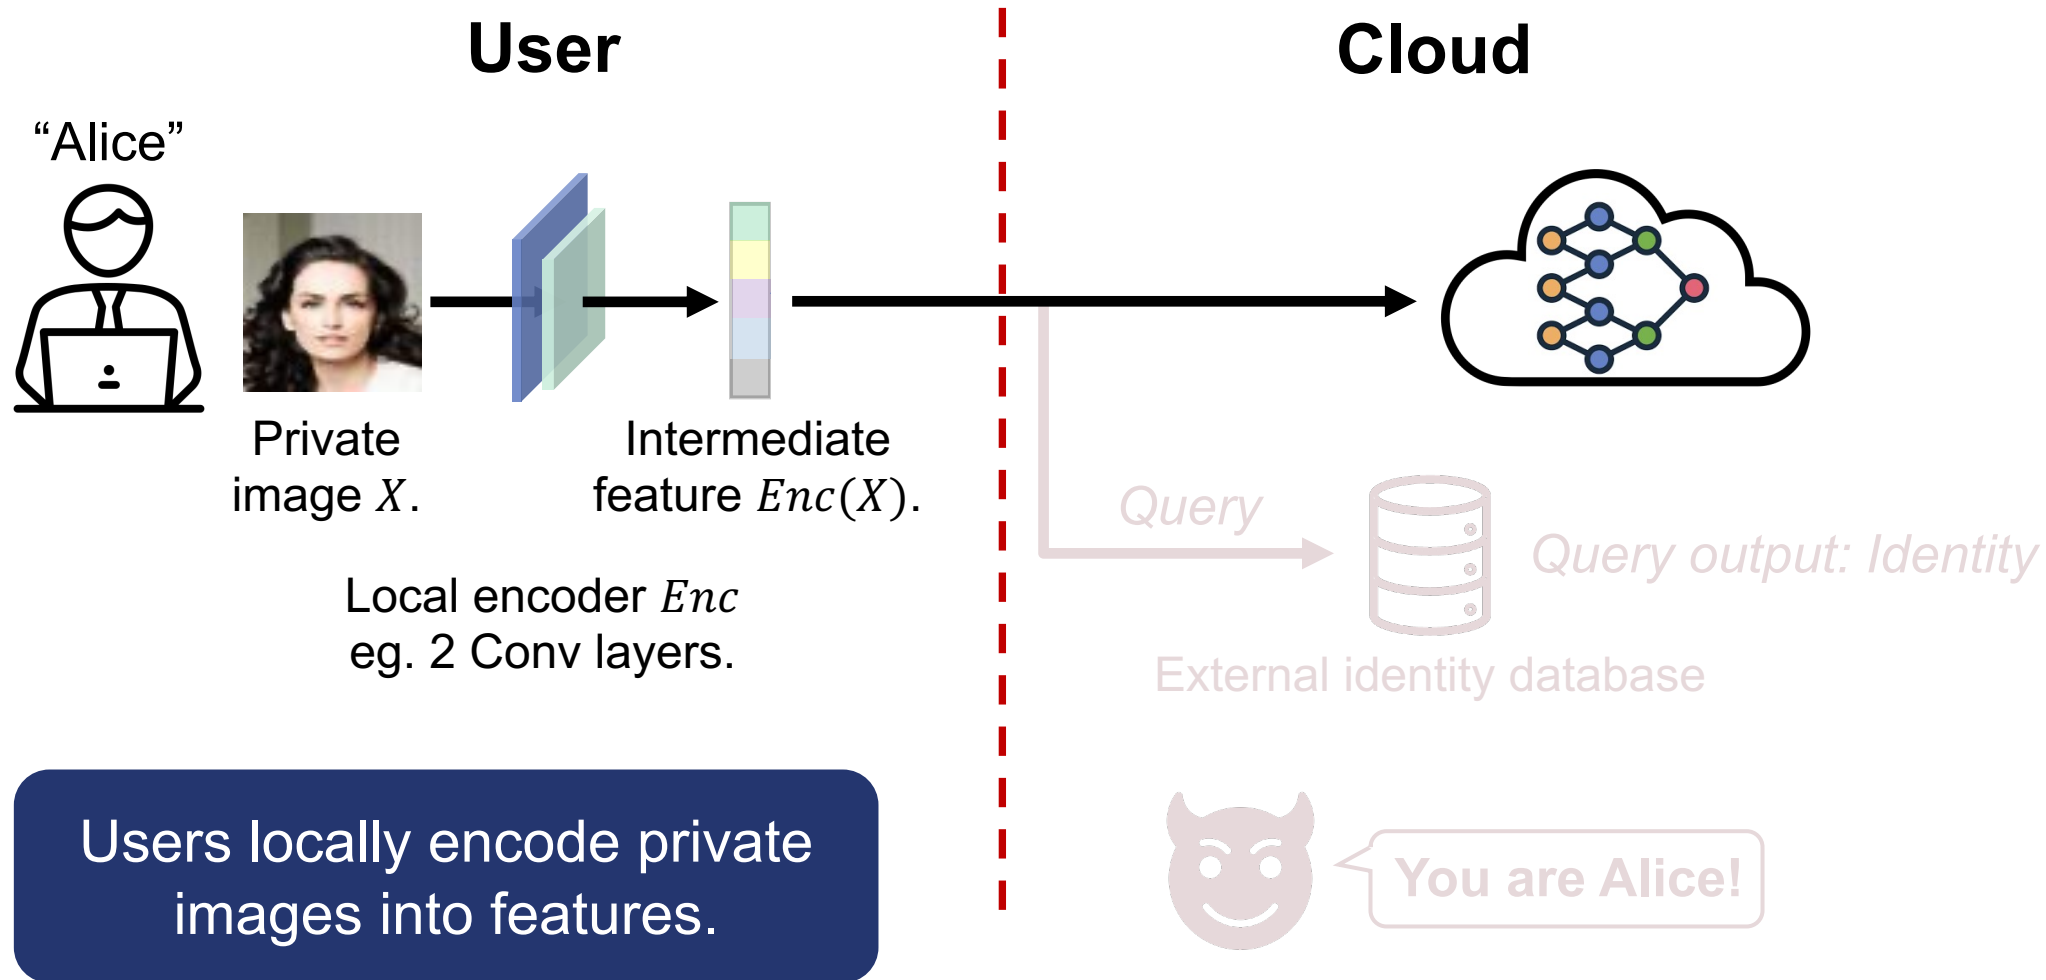 User
Cloud
“Alice”
Private
image X.
Intermediate
feature Enc(X).
Local encoder Enc
eg. 2 Conv layers.
Query
Query output: Identity
External identity database
Users locally encode private
images into features.
You are Alice!